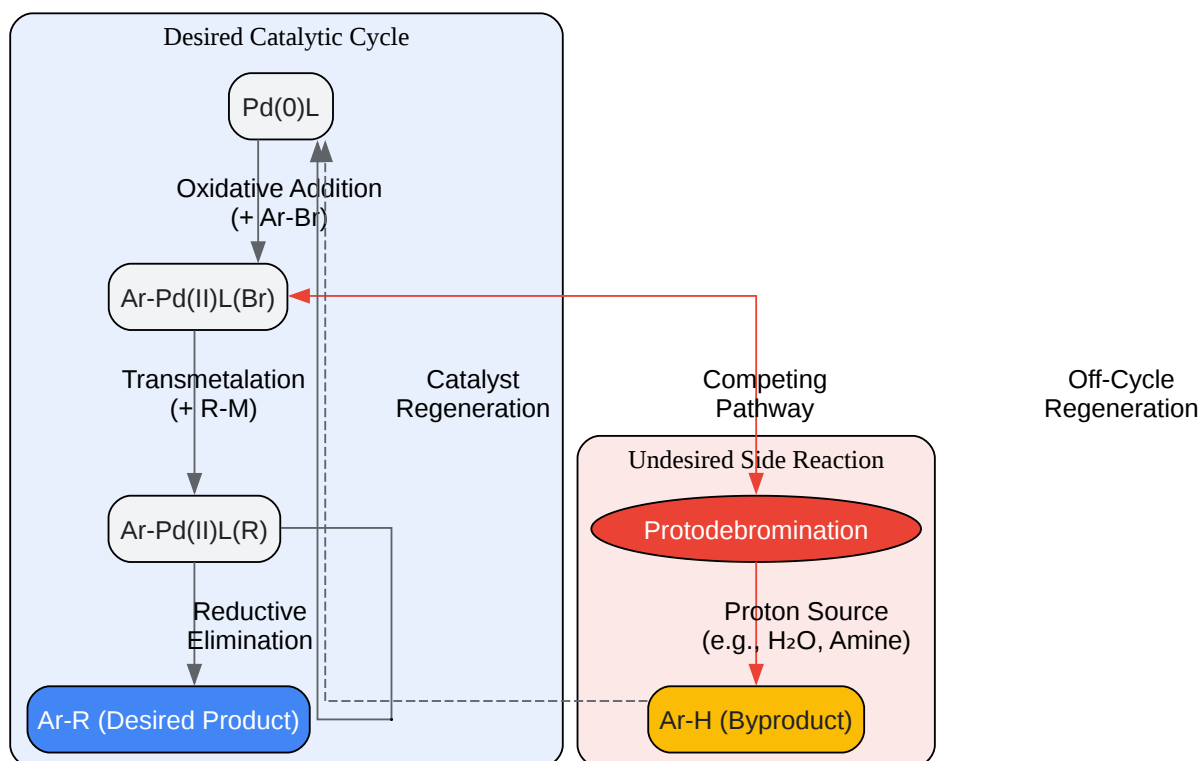 Desired Catalytic Cycle
Pd(0)L
Oxidative Addition
(+ Ar-Br)
Ar-Pd(II)L(Br)
Transmetalation
(+ R-M)
Catalyst
Regeneration
Competing
Pathway
Off-Cycle
Regeneration
Undesired Side Reaction
Ar-Pd(II)L(R)
Protodebromination
Reductive
Elimination
Proton Source
(e.g., H₂O, Amine)
Ar-R (Desired Product)
Ar-H (Byproduct)